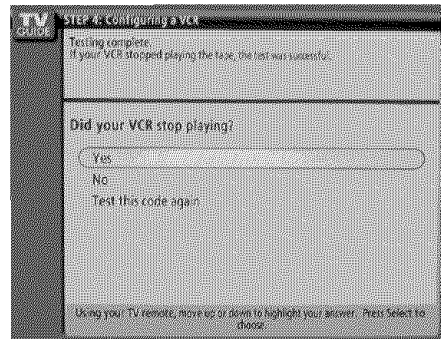 TV
GUIDE
STEP 4: Configuring a VCR
Testing complete.
If your VCR stopped playing the tape, the test was successful.
Did your VCR stop playing?
Yes
No
Test this code again
Using your TV remote, move up or down to highlight your answer. Press Select to
choose.